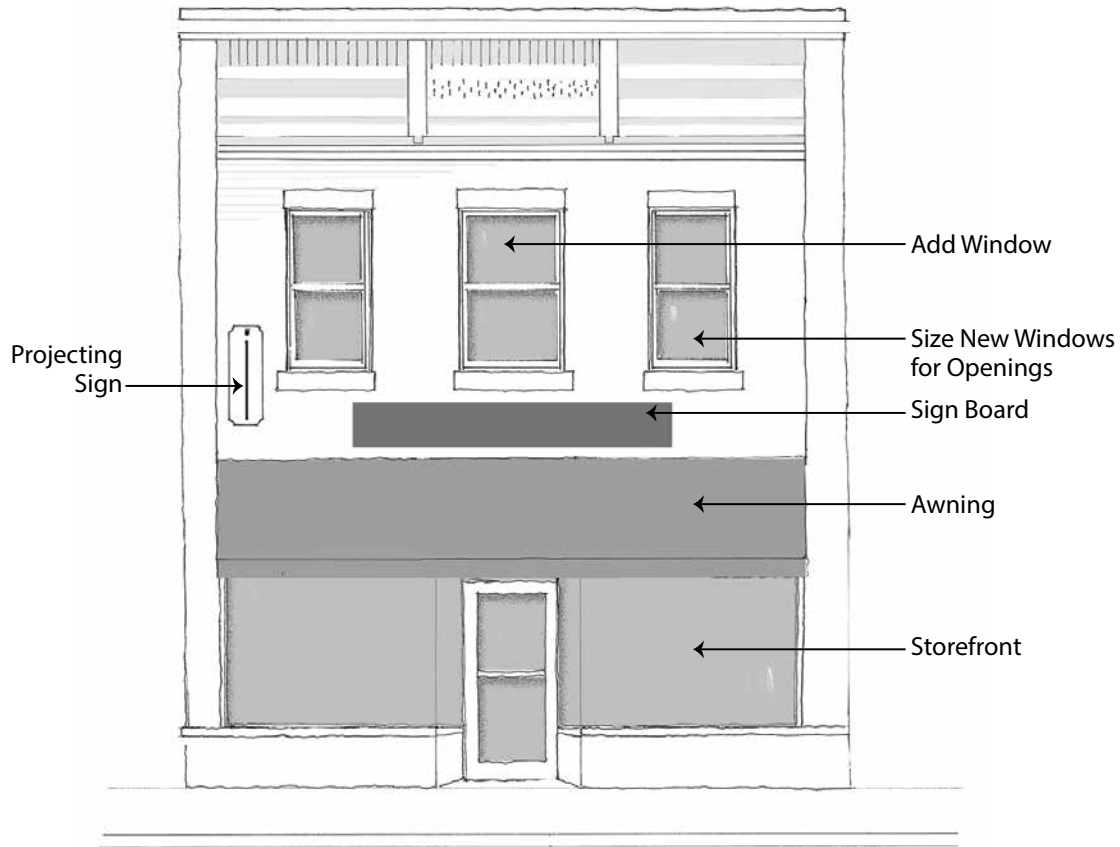 Add Window
Projecting
Sign
Size New Windows
for Openings
Sign Board
Awning
Storefront